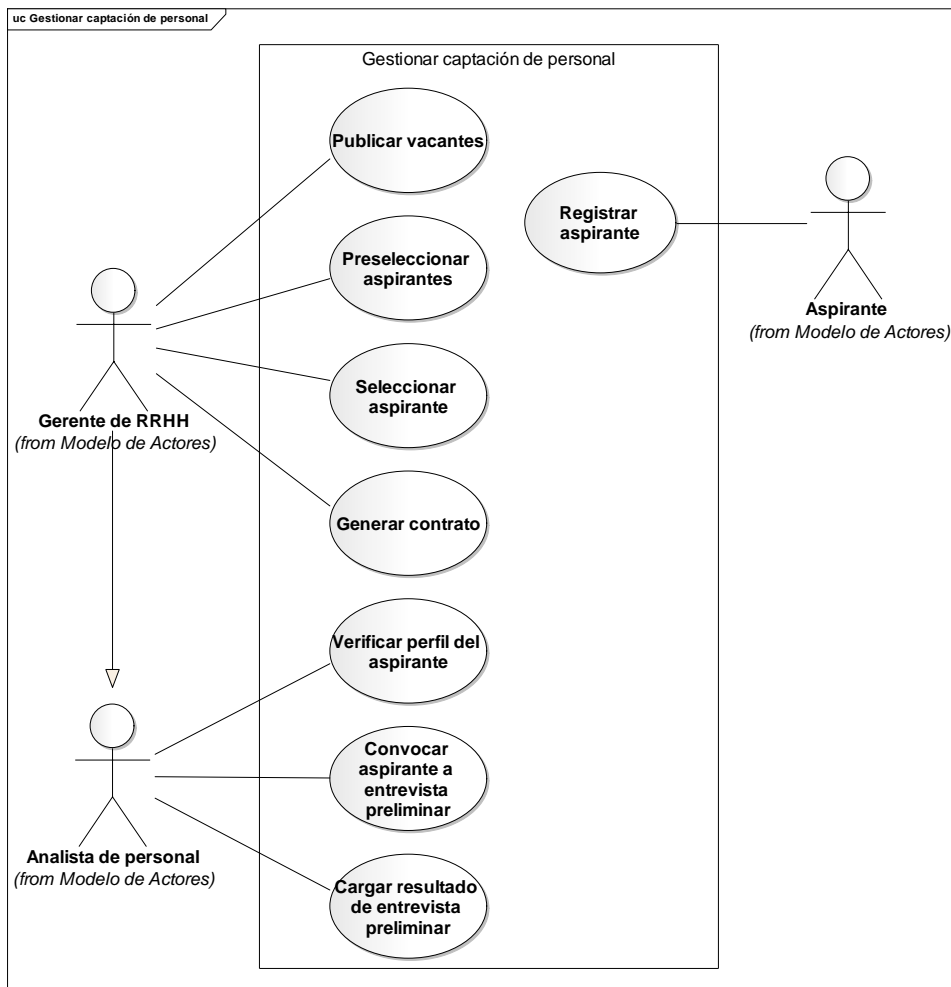 uc Gestionar captación de personal
Gestionar captación de personal
Publicar vacantes
Registrar
aspirante
Preseleccionar
aspirantes
Aspirante
(from Modelo de Actores)
Seleccionar
aspirante
Gerente de RRHH
(from Modelo de Actores)
Generar contrato
Verificar perfil del
aspirante
Convocar
aspirante a
entrevista
preliminar
Analista de personal
(from Modelo de Actores)
Cargar resultado
de entrevista
preliminar